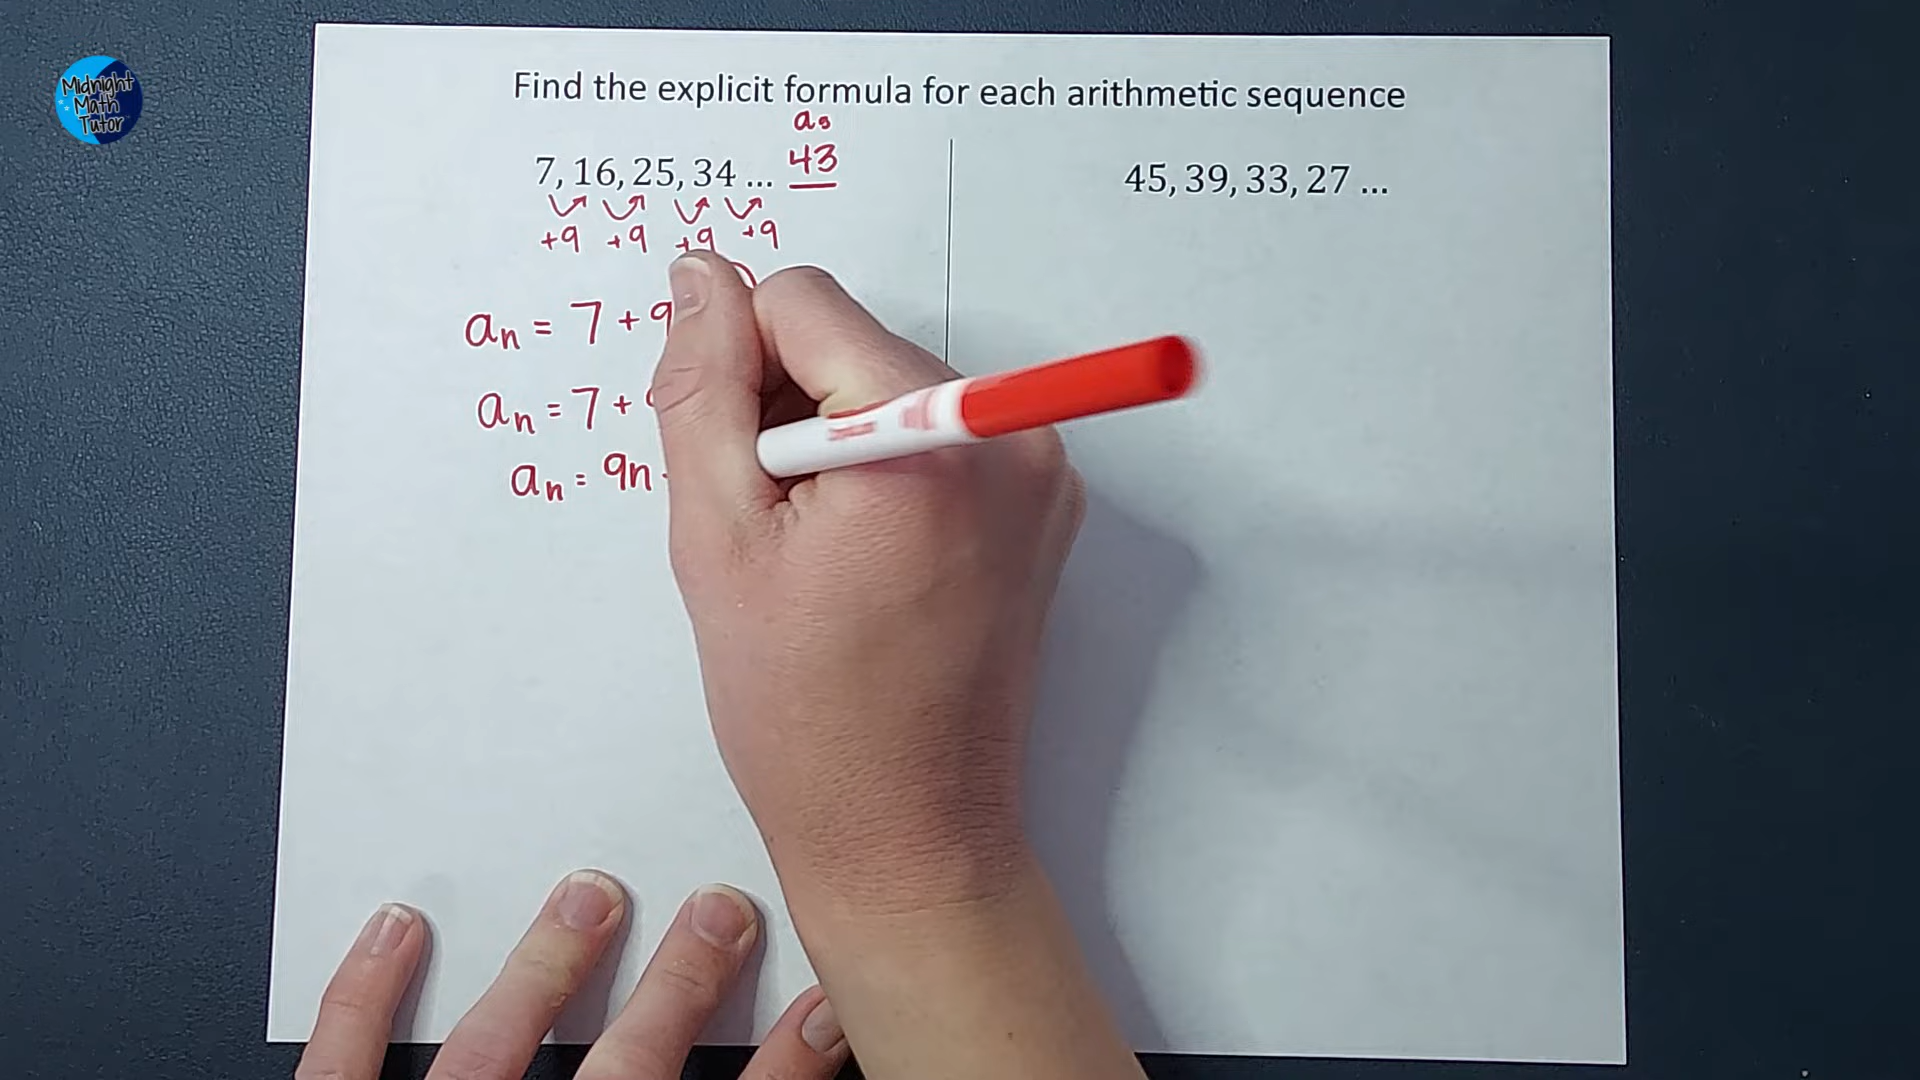 Midnight
Math
Tutor
Find the explicit formula for each arithmetic sequence
a₅
7, 16, 25, 34 ... 43
+9 +9 +9 +9
aₙ = 7 + 9
aₙ = 7 +
aₙ = 9n
45, 39, 33, 27 ...